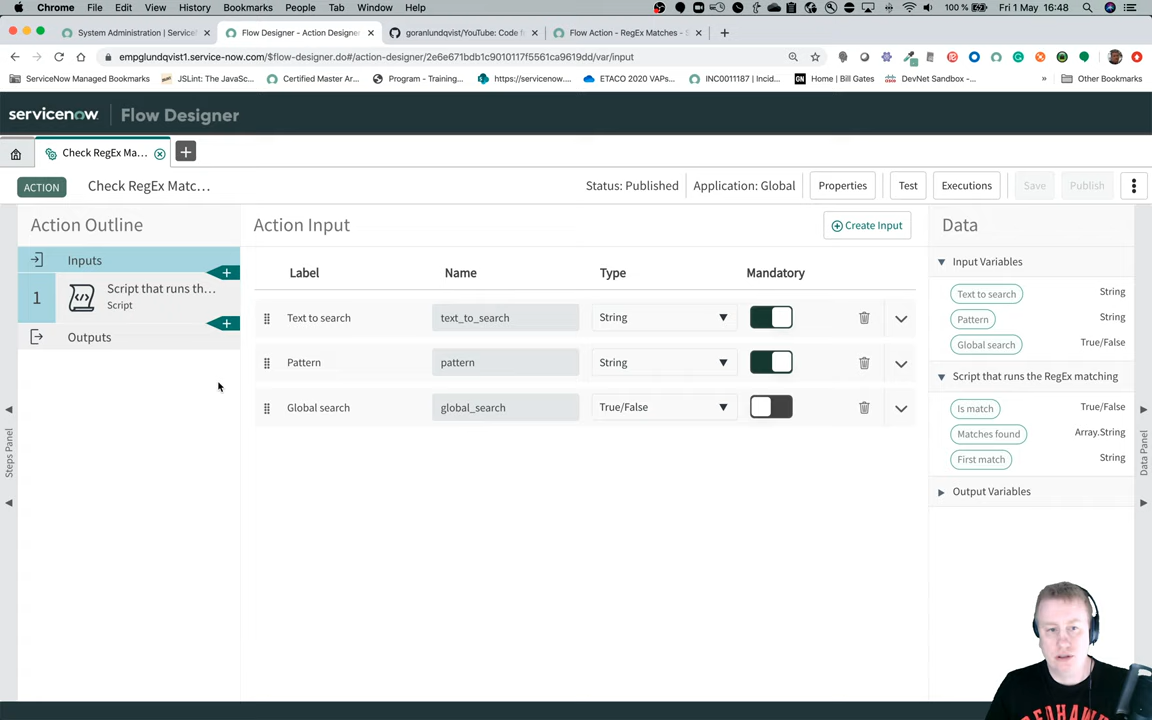 Chrome File Edit View History Bookmarks People Tab Window Help 100 % Fri 1 May 16:48
System Administration | Service Flow Designer - Action Designe goranlundqvist/YouTube: Code f Flow Action - RegEx Matches - S
empglundqvist1.service-now.com/$flow-designer.do#/action-designer/2e6e671bdb1c9010117f5561ca9619dd/var/input
ServiceNow Managed Bookmarks JSLint: The JavaSc... Certified Master Ar... Program - Training... https://servicenow.... ETACO 2020 VAPs... INC0011187 | Incid... Home | Bill Gates DevNet Sandbox -... » Other Bookmarks
servicenow Flow Designer
Check RegEx Ma...
ACTION Check RegEx Matc... Status: Published Application: Global Properties Test Executions Save Publish
Action Outline Action Input Create Input Data
Inputs Input Variables
Label Name Type Mandatory
1 Script that runs th... Text to search String
Script
Text to search text_to_search String Pattern String
Outputs Global search True/False
Pattern pattern String
Script that runs the RegEx matching
Global search global_search True/False Is match True/False
Matches found Array.String
First match String
Steps Panel Data Panel
Output Variables
REDHAWKS